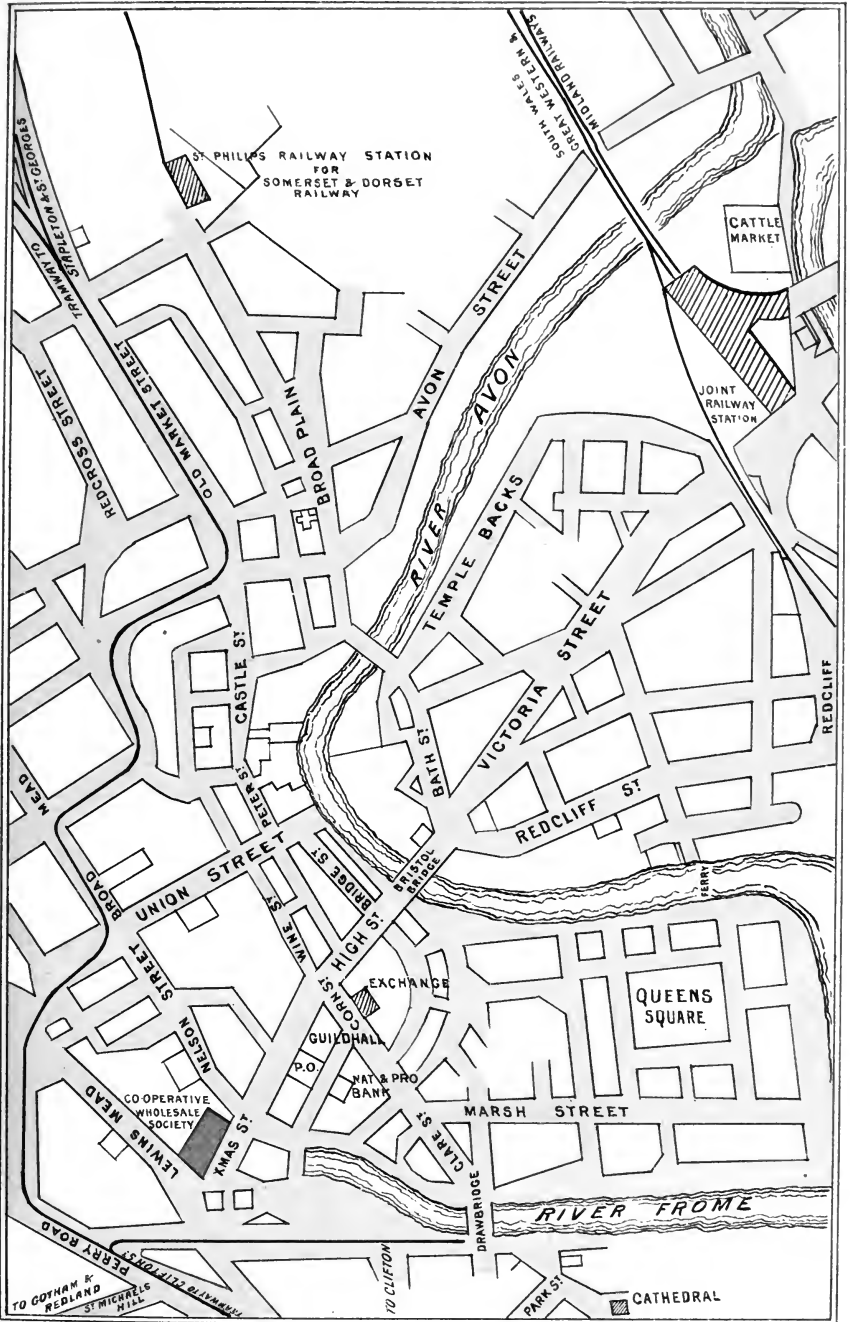 SOUTH WALES
GREAT WESTERN &
MIDLAND RAILWAYS
ST PHILIPS RAILWAY STATION
FOR
SOMERSET & DORSET
RAILWAY
TRAMWAY TO
STAPLETON & ST GEORGES
CATTLE
MARKET
JOINT
RAILWAY
STATION
AVON STREET
RIVER AVON
REDCROSS STREET
OLD MARKET STREET
BROAD PLAIN
TEMPLE BACKS
CASTLE ST
VICTORIA STREET
BATH ST
REDCLIFF
REDCLIFF ST
PETER ST
BROAD MEAD
UNION STREET
BRIDGE ST
BRISTOL
BRIDGE
FERRY
WINE ST
HIGH ST
CORN ST
EXCHANGE
QUEENS
SQUARE
NELSON STREET
GUILDHALL
P.O.
NAT & PRO
BANK
CO-OPERATIVE
WHOLESALE
SOCIETY
LEWINS MEAD
XMAS ST
MARSH STREET
CLARE ST
DRAWBRIDGE
RIVER FROME
PERRY ROAD
TRAMWAY TO CLIFTON ST
TO GOTHAM &
REDLAND
ST MICHAELS
HILL
TO CLIFTON
PARK ST
CATHEDRAL